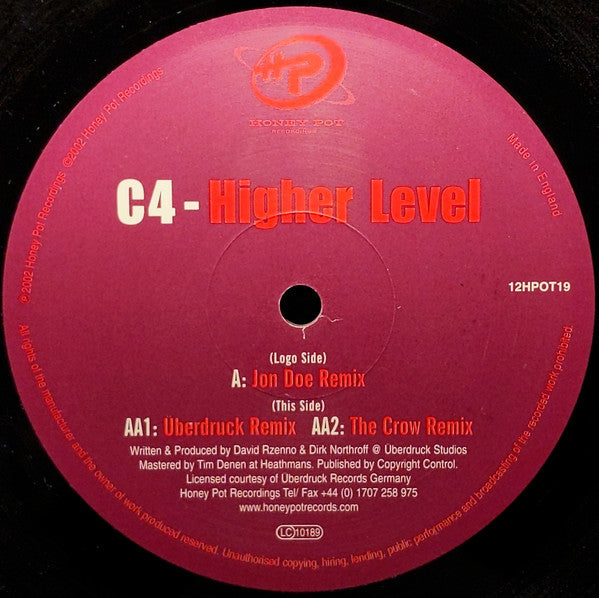 HP
HONEY POT
RECORDINGS
C4 - Higher Level
12HPOT19
(Logo Side)
A: Jon Doe Remix
(This Side)
AA1: Überdruck Remix AA2: The Crow Remix
Written & Produced by David Rzenno & Dirk Northroff @ Überdruck Studios
Mastered by Tim Denen at Heathmans. Published by Copyright Control.
Licensed courtesy of Überdruck Records Germany
Honey Pot Recordings Tel/ Fax +44 (0) 1707 258 975
www.honeypotrecords.com
LC 10189
℗2002 Honey Pot Recordings ©2002 Honey Pot Recordings
Made in England
All rights of the manufacturer and the owner of work produced reserved. Unauthorised copying, hiring, lending, public performance and broadcasting of the recorded work prohibited.